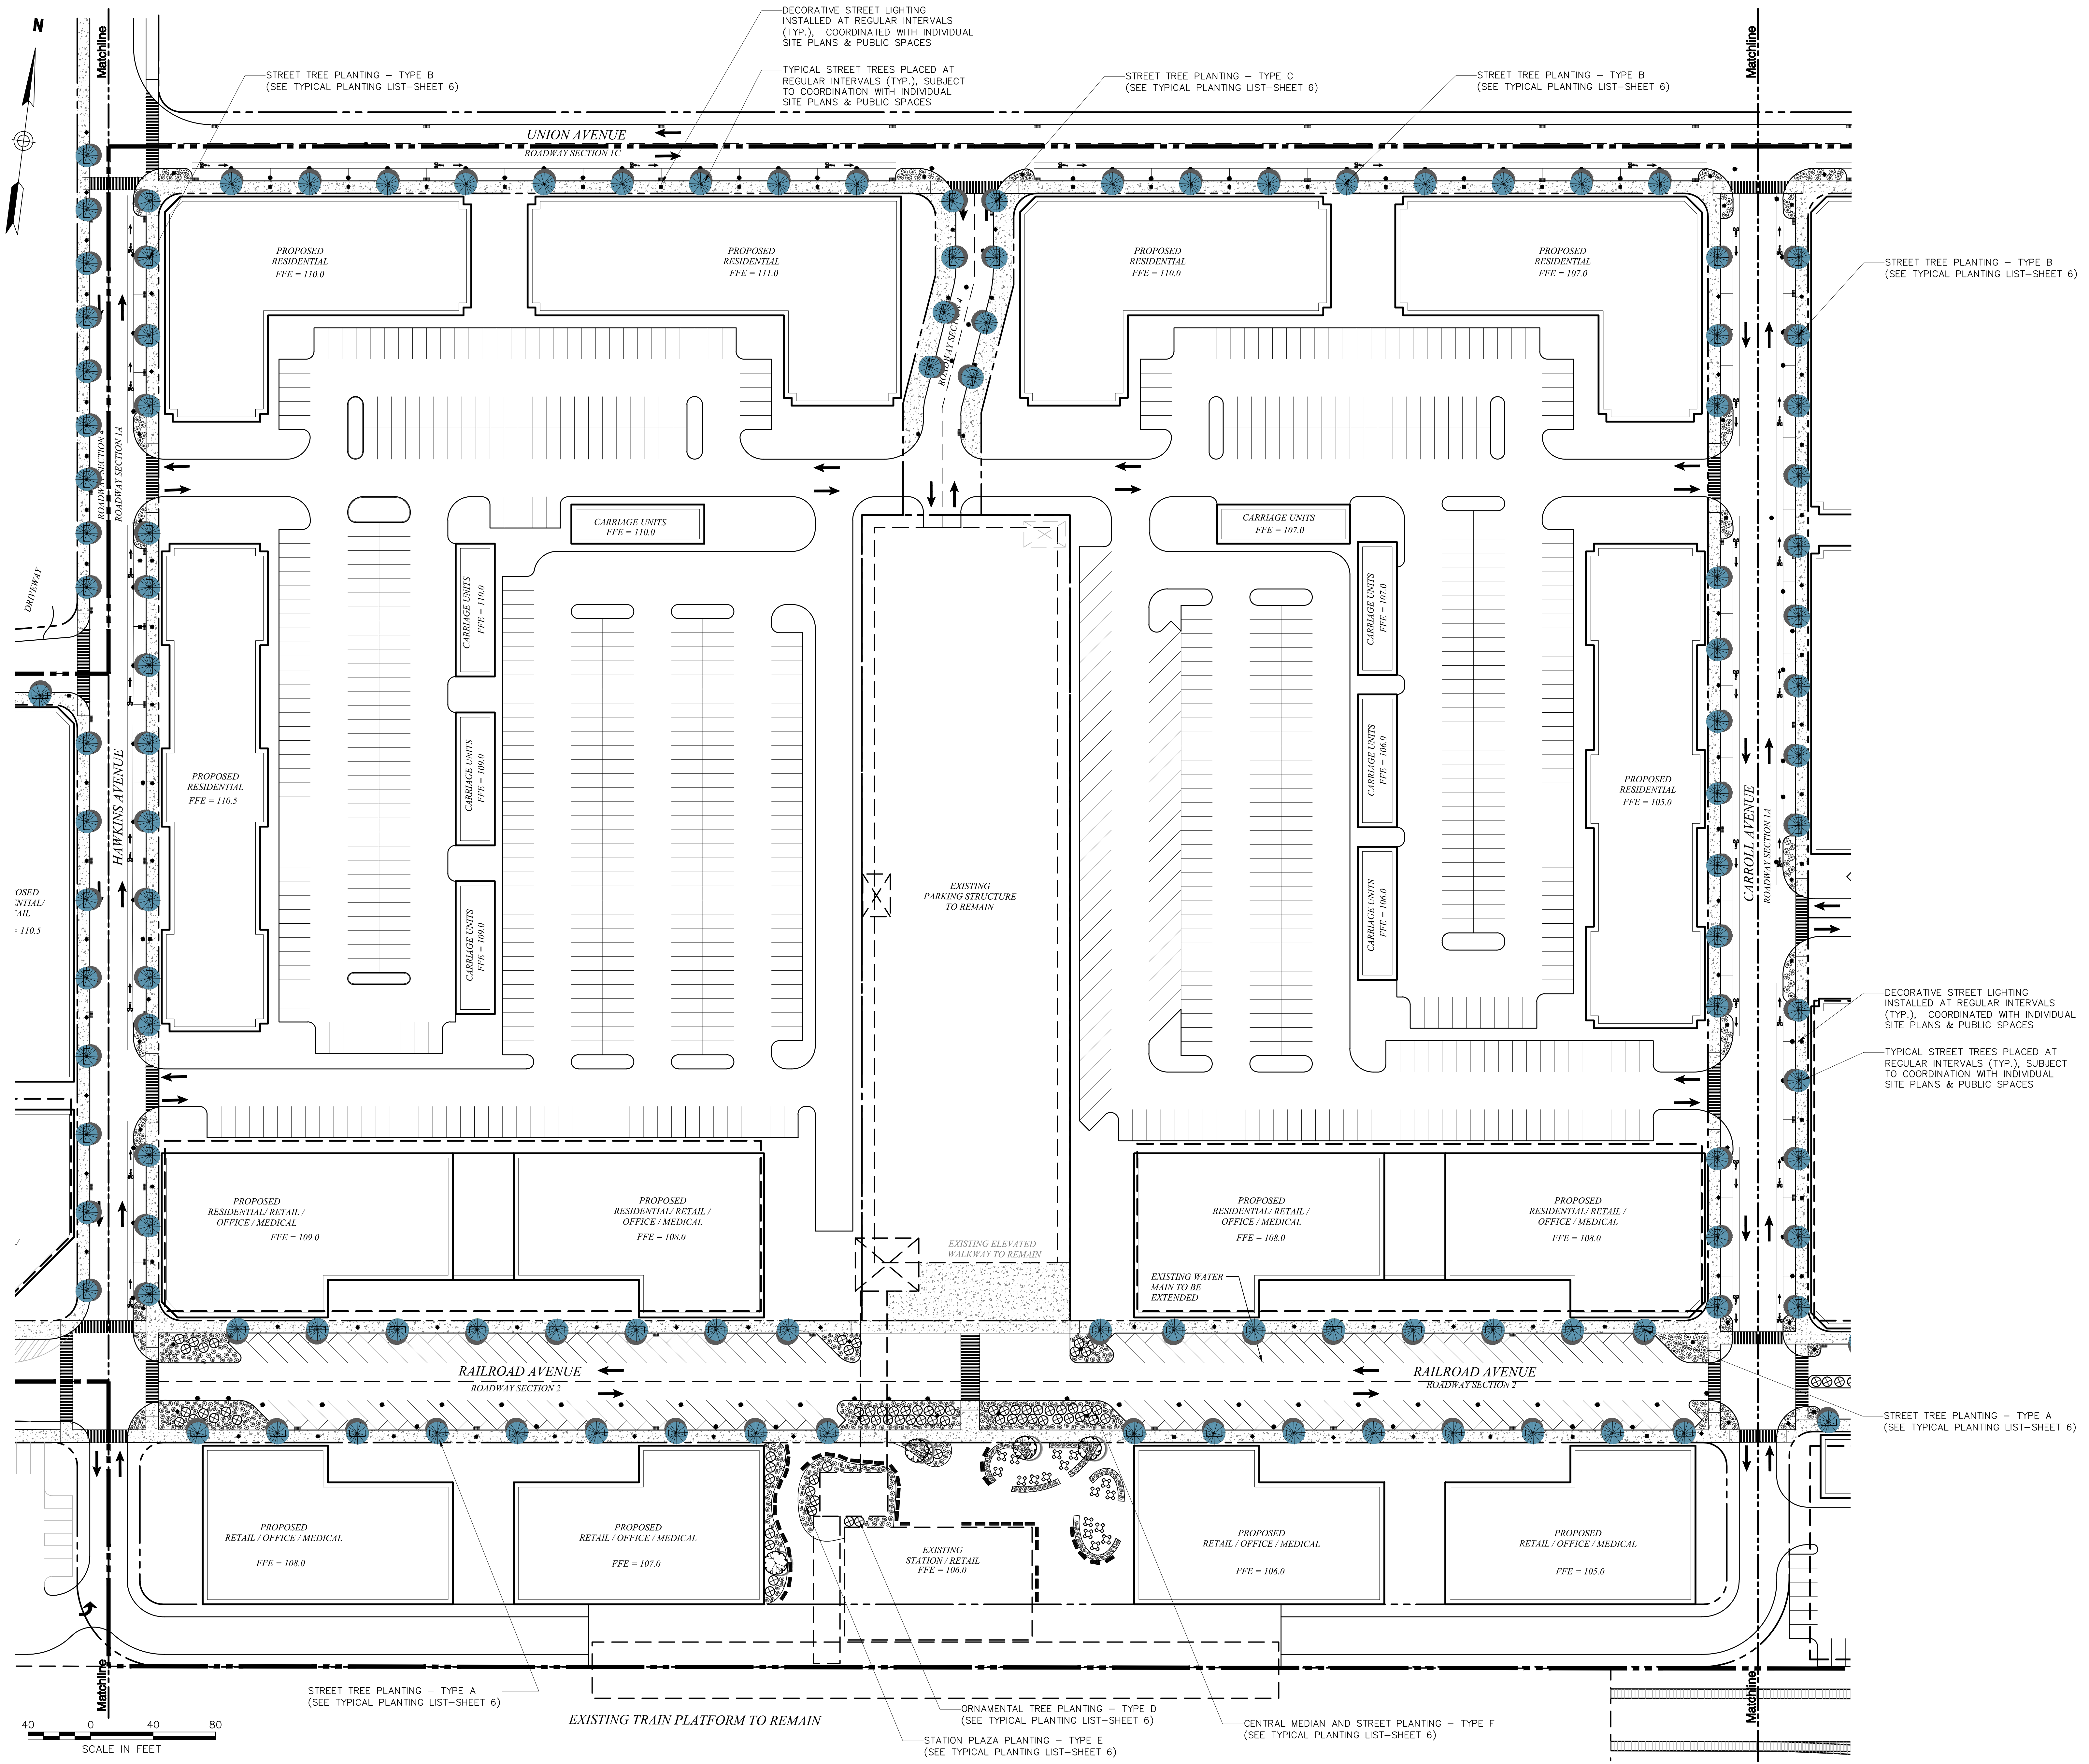 N
Matchline
DECORATIVE STREET LIGHTING
INSTALLED AT REGULAR INTERVALS
(TYP.), COORDINATED WITH INDIVIDUAL
SITE PLANS & PUBLIC SPACES
Matchline
STREET TREE PLANTING – TYPE B
(SEE TYPICAL PLANTING LIST–SHEET 6)
TYPICAL STREET TREES PLACED AT
REGULAR INTERVALS (TYP.), SUBJECT
TO COORDINATION WITH INDIVIDUAL
SITE PLANS & PUBLIC SPACES
STREET TREE PLANTING – TYPE C
(SEE TYPICAL PLANTING LIST–SHEET 6)
STREET TREE PLANTING – TYPE B
(SEE TYPICAL PLANTING LIST–SHEET 6)
UNION AVENUE
ROADWAY SECTION 1C
PROPOSED
RESIDENTIAL
FFE = 110.0
PROPOSED
RESIDENTIAL
FFE = 111.0
PROPOSED
RESIDENTIAL
FFE = 110.0
PROPOSED
RESIDENTIAL
FFE = 107.0
STREET TREE PLANTING – TYPE B
(SEE TYPICAL PLANTING LIST–SHEET 6)
ROADWAY SECTION 4
ROADWAY SECTION 4
ROADWAY SECTION 1A
CARRIAGE UNITS
FFE = 110.0
CARRIAGE UNITS
FFE = 107.0
DRIVEWAY
CARRIAGE UNITS
FFE = 110.0
CARRIAGE UNITS
FFE = 107.0
HAWKINS AVENUE
PROPOSED
RESIDENTIAL
FFE = 110.5
CARRIAGE UNITS
FFE = 109.0
CARRIAGE UNITS
FFE = 106.0
PROPOSED
RESIDENTIAL
FFE = 105.0
CARROLL AVENUE
ROADWAY SECTION 1A
OSED
NTIAL/
AIL
= 110.5
CARRIAGE UNITS
FFE = 109.0
EXISTING
PARKING STRUCTURE
TO REMAIN
CARRIAGE UNITS
FFE = 106.0
DECORATIVE STREET LIGHTING
INSTALLED AT REGULAR INTERVALS
(TYP.), COORDINATED WITH INDIVIDUAL
SITE PLANS & PUBLIC SPACES
TYPICAL STREET TREES PLACED AT
REGULAR INTERVALS (TYP.), SUBJECT
TO COORDINATION WITH INDIVIDUAL
SITE PLANS & PUBLIC SPACES
PROPOSED
RESIDENTIAL/ RETAIL /
OFFICE / MEDICAL
FFE = 109.0
PROPOSED
RESIDENTIAL/ RETAIL /
OFFICE / MEDICAL
FFE = 108.0
EXISTING ELEVATED
WALKWAY TO REMAIN
PROPOSED
RESIDENTIAL/ RETAIL /
OFFICE / MEDICAL
FFE = 108.0
PROPOSED
RESIDENTIAL/ RETAIL /
OFFICE / MEDICAL
FFE = 108.0
EXISTING WATER
MAIN TO BE
EXTENDED
RAILROAD AVENUE
ROADWAY SECTION 2
RAILROAD AVENUE
ROADWAY SECTION 2
STREET TREE PLANTING – TYPE A
(SEE TYPICAL PLANTING LIST–SHEET 6)
PROPOSED
RETAIL / OFFICE / MEDICAL
FFE = 108.0
PROPOSED
RETAIL / OFFICE / MEDICAL
FFE = 107.0
EXISTING
STATION / RETAIL
FFE = 106.0
PROPOSED
RETAIL / OFFICE / MEDICAL
FFE = 106.0
PROPOSED
RETAIL / OFFICE / MEDICAL
FFE = 105.0
Matchline
Matchline
STREET TREE PLANTING – TYPE A
(SEE TYPICAL PLANTING LIST–SHEET 6)
EXISTING TRAIN PLATFORM TO REMAIN
ORNAMENTAL TREE PLANTING – TYPE D
(SEE TYPICAL PLANTING LIST–SHEET 6)
STATION PLAZA PLANTING – TYPE E
(SEE TYPICAL PLANTING LIST–SHEET 6)
CENTRAL MEDIAN AND STREET PLANTING – TYPE F
(SEE TYPICAL PLANTING LIST–SHEET 6)
40 0 40 80
SCALE IN FEET